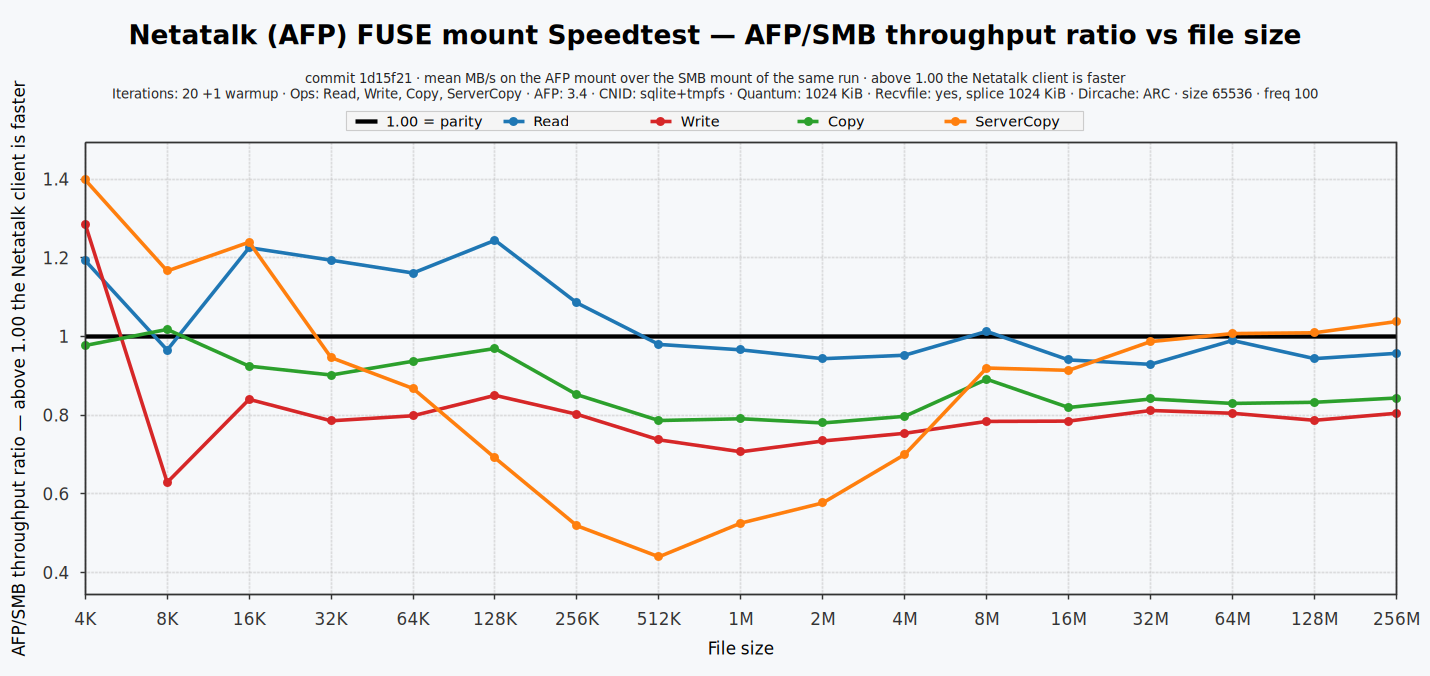 Netatalk (AFP) FUSE mount Speedtest — AFP/SMB throughput ratio vs file size
commit 1d15f21 · mean MB/s on the AFP mount over the SMB mount of the same run · above 1.00 the Netatalk client is faster
Iterations: 20 +1 warmup · Ops: Read, Write, Copy, ServerCopy · AFP: 3.4 · CNID: sqlite+tmpfs · Quantum: 1024 KiB · Recvfile: yes, splice 1024 KiB · Dircache: ARC · size 65536 · freq 100
1.00 = parity Read Write Copy ServerCopy
AFP/SMB throughput ratio — above 1.00 the Netatalk client is faster
1.4
1.2
1
0.8
0.6
0.4
4K 8K 16K 32K 64K 128K 256K 512K 1M 2M 4M 8M 16M 32M 64M 128M 256M
File size